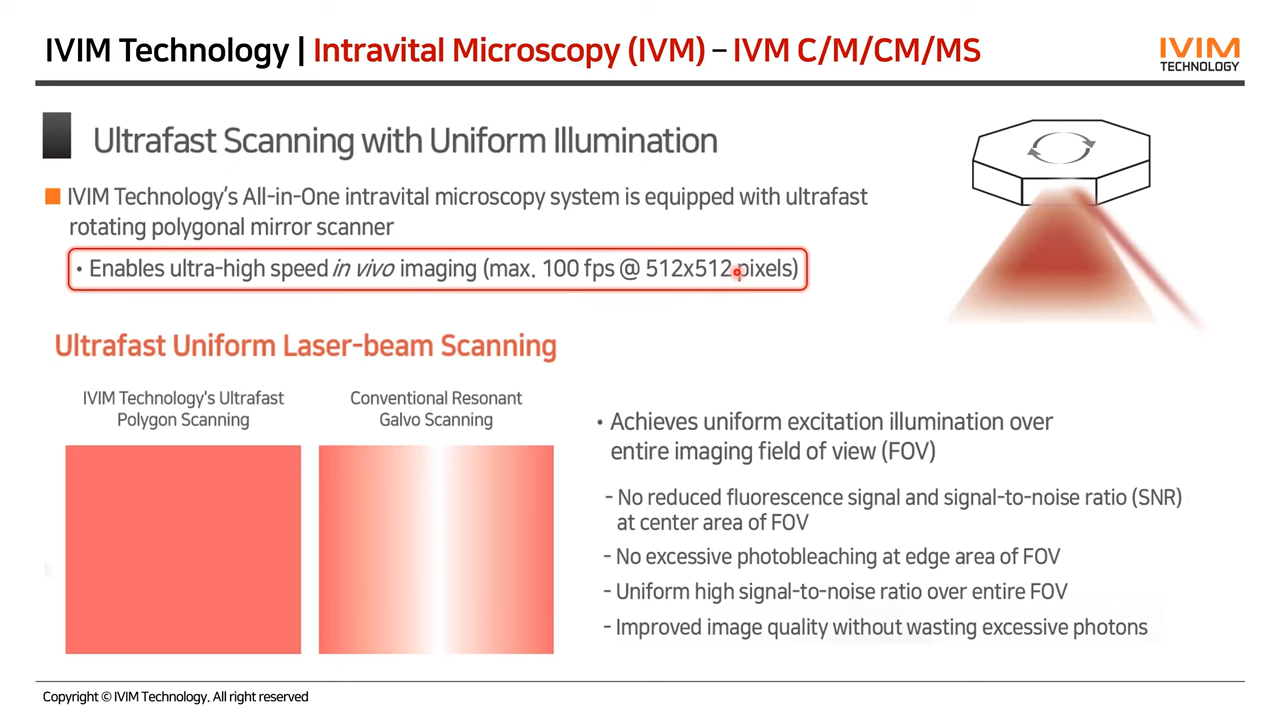 IVIM Technology | Intravital Microscopy (IVM) – IVM C/M/CM/MS
IVIM
TECHNOLOGY
Ultrafast Scanning with Uniform Illumination
IVIM Technology's All-in-One intravital microscopy system is equipped with ultrafast
rotating polygonal mirror scanner
• Enables ultra-high speed in vivo imaging (max. 100 fps @ 512x512 pixels)
Ultrafast Uniform Laser-beam Scanning
IVIM Technology's Ultrafast
Polygon Scanning
Conventional Resonant
Galvo Scanning
• Achieves uniform excitation illumination over
entire imaging field of view (FOV)
- No reduced fluorescence signal and signal-to-noise ratio (SNR)
at center area of FOV
- No excessive photobleaching at edge area of FOV
- Uniform high signal-to-noise ratio over entire FOV
- Improved image quality without wasting excessive photons
Copyright © IVIM Technology. All right reserved